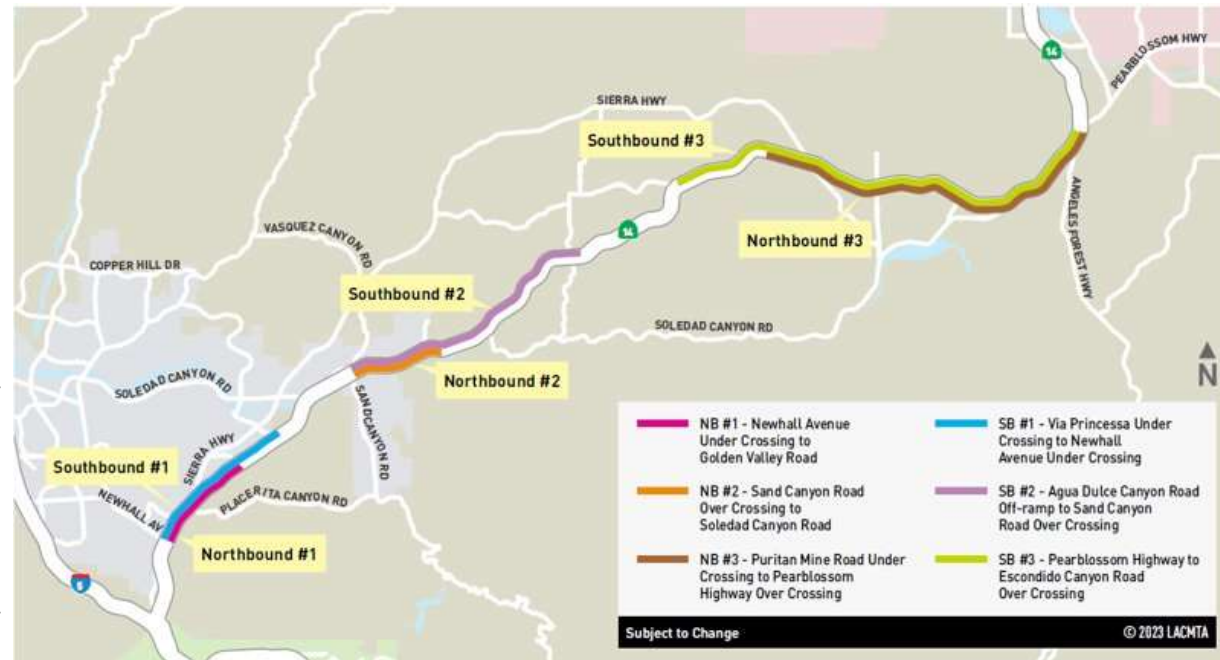 14
PEARBLOSSOM HWY
SIERRA HWY
Southbound #3
ANGELES FOREST HWY
VASQUEZ CANYON RD
14
Northbound #3
COPPER HILL DR
Southbound #2
SOLEDAD CANYON RD
N
SOLEDAD CANYON RD
Northbound #2
SAND CANYON RD
SIERRA HWY
Southbound #1
NEWHALL AV
PLACERITA CANYON RD
Northbound #1
5
NB #1 - Newhall Avenue
Under Crossing to
Golden Valley Road
SB #1 - Via Princessa Under
Crossing to Newhall
Avenue Under Crossing
NB #2 - Sand Canyon Road
Over Crossing to
Soledad Canyon Road
SB #2 - Agua Dulce Canyon Road
Off-ramp to Sand Canyon
Road Over Crossing
NB #3 - Puritan Mine Road Under
Crossing to Pearblossom
Highway Over Crossing
SB #3 - Pearblossom Highway to
Escondido Canyon Road
Over Crossing
Subject to Change
© 2023 LACMTA